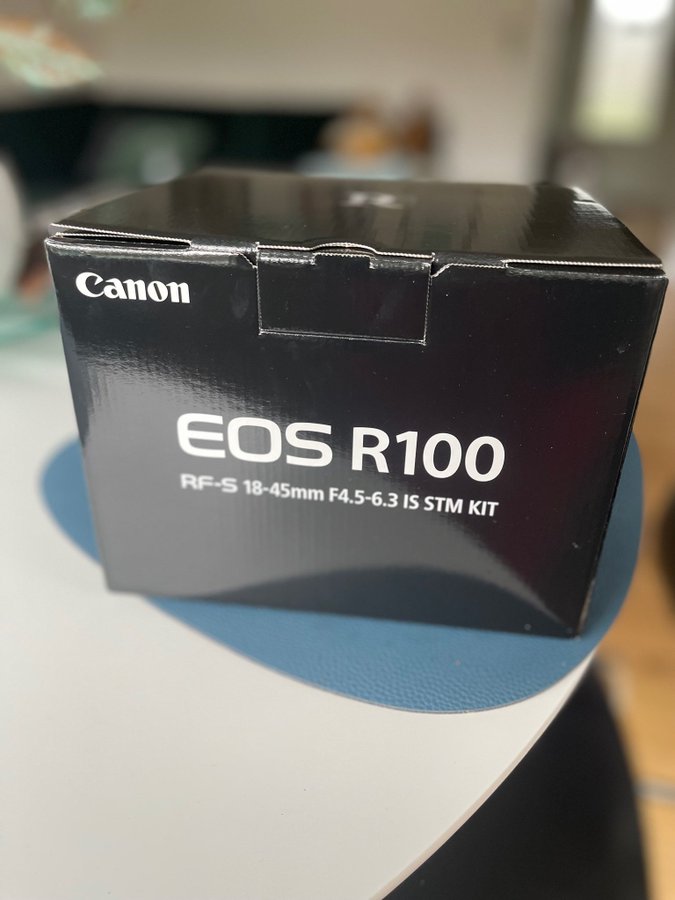 Canon
EOS R100
RF-S 18-45mm F4.5-6.3 IS STM KIT